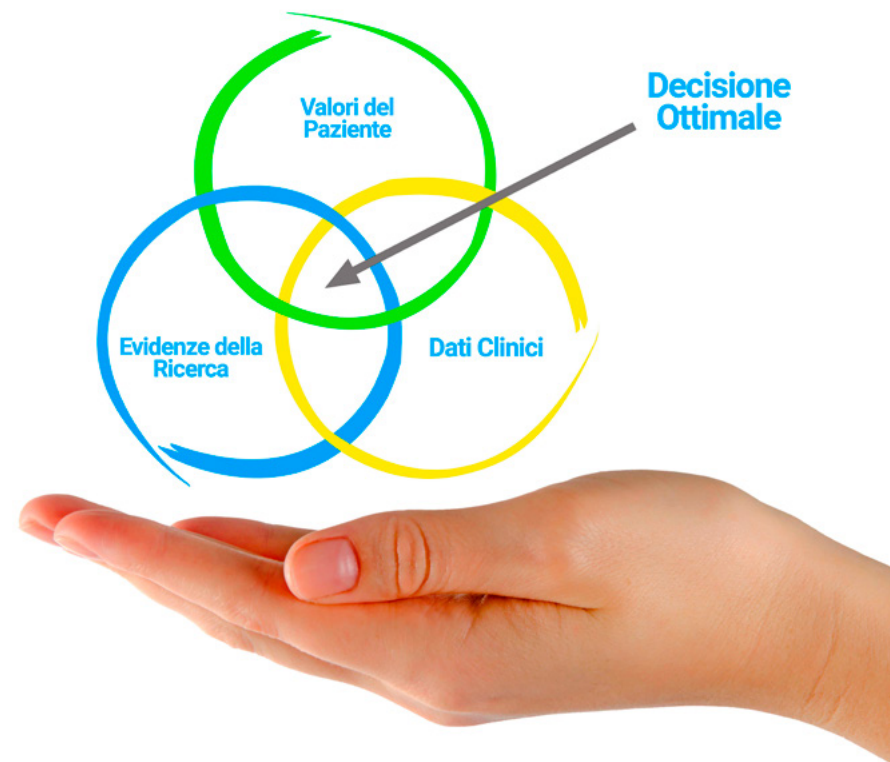 Valori del
Paziente
Decisione
Ottimale
Evidenze della
Ricerca
Dati Clinici